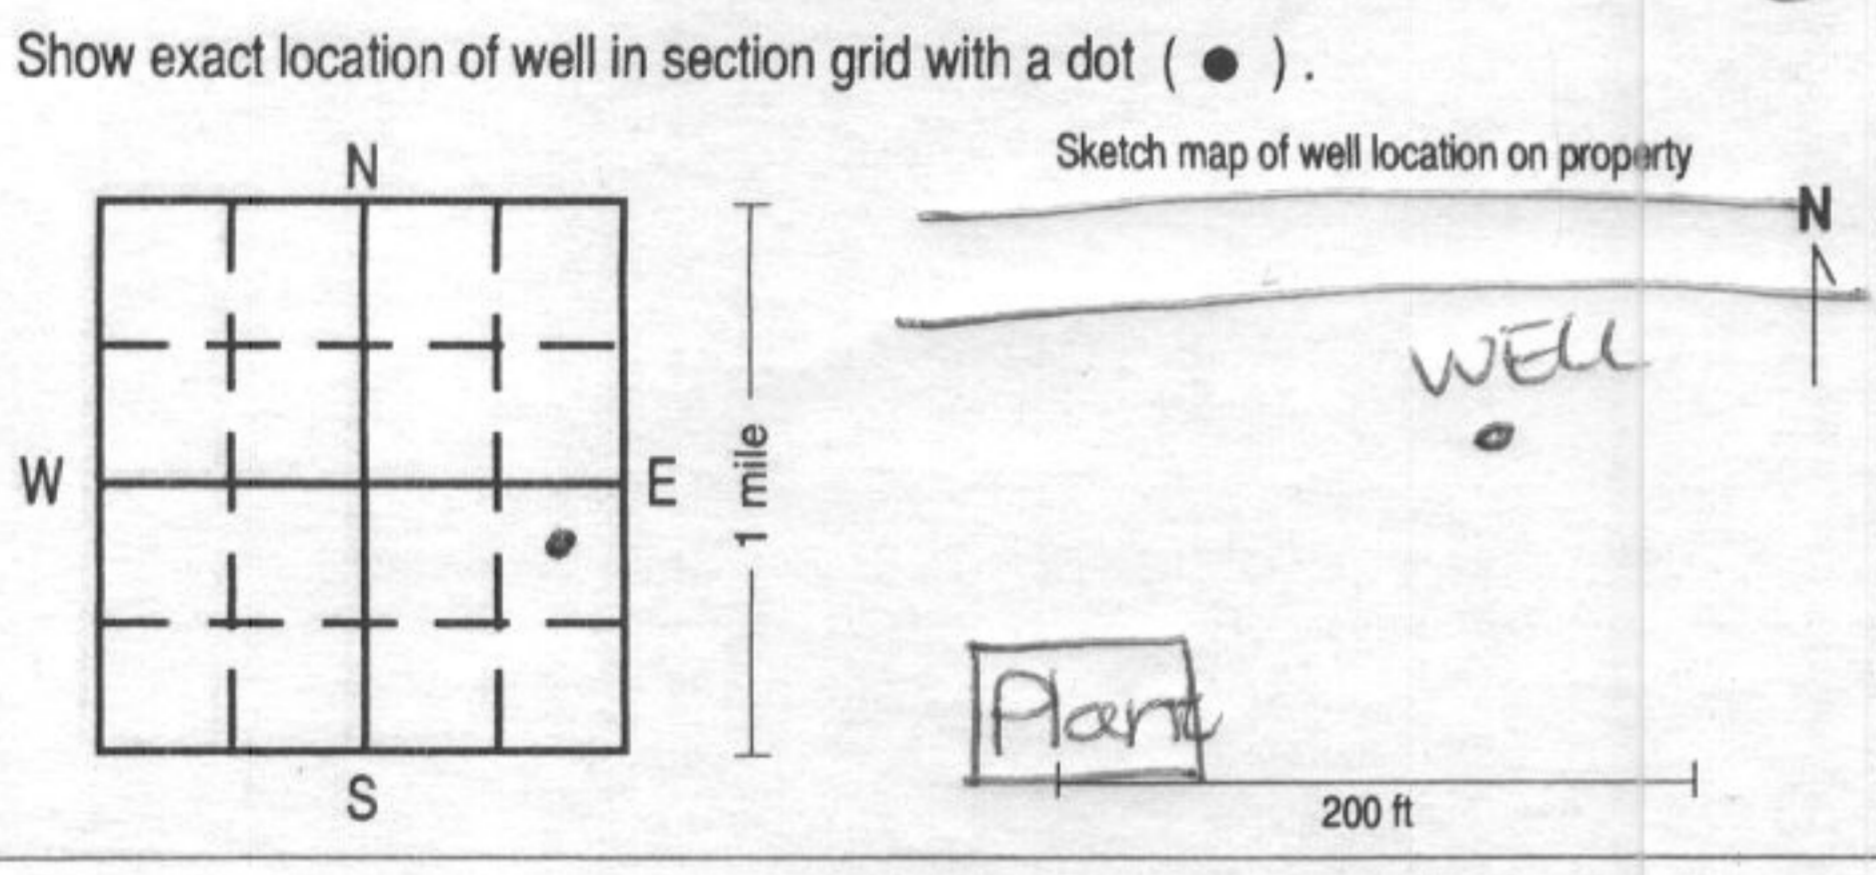 Show exact location of well in section grid with a dot ( ● ) .
Sketch map of well location on property
N
N
WELL
W
E
1 mile
Plant
S
200 ft